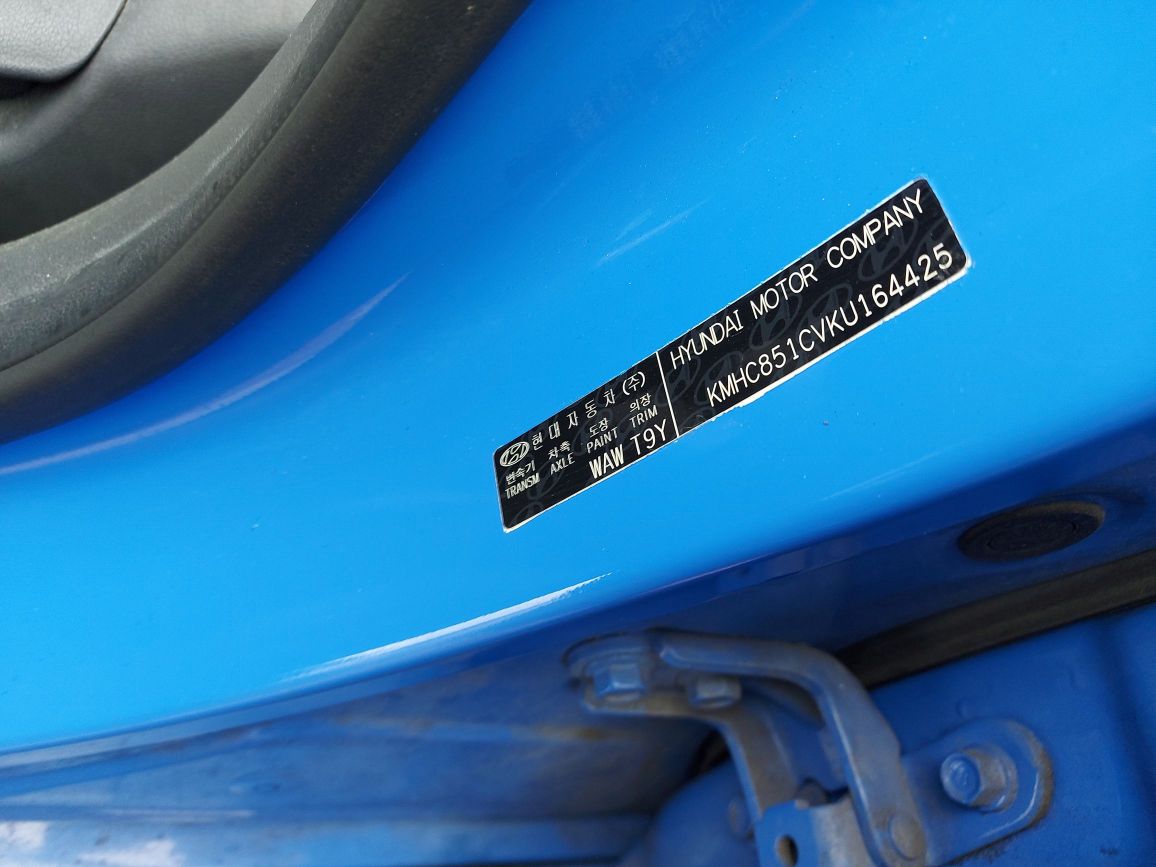 현대자동차(주)
변속기 차축 도장 의장
TRANSM AXLE PAINT TRIM
WAW T9Y
HYUNDAI MOTOR COMPANY
KMHC851CVKU164425